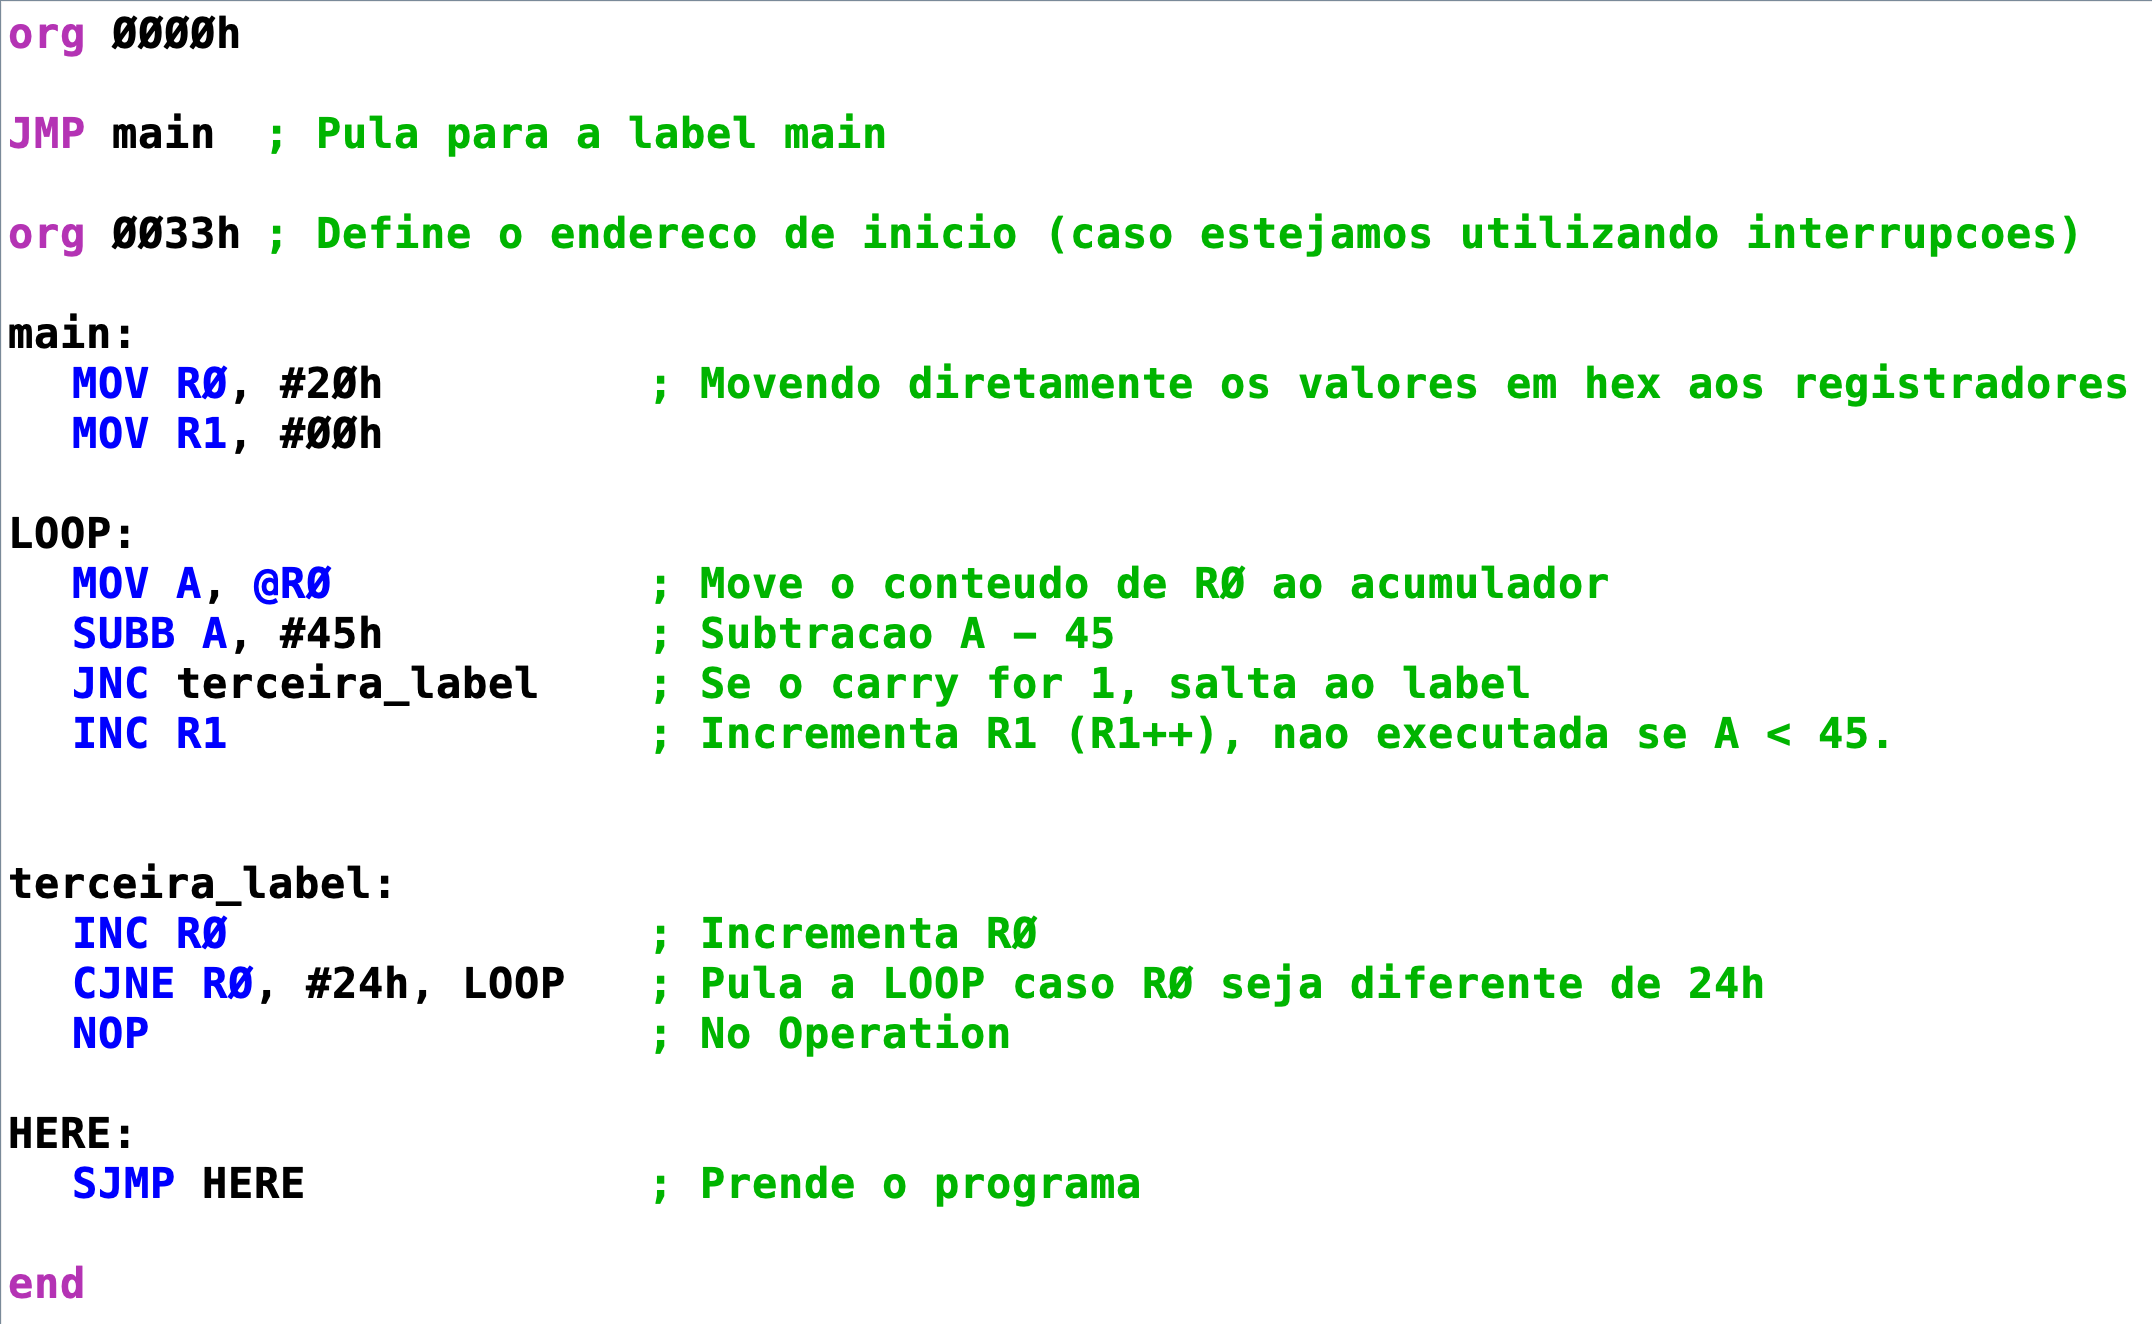 org 0000h
JMP main  ; Pula para a label main
org 0033h ; Define o endereco de inicio (caso estejamos utilizando interrupcoes)
main:
MOV R0, #20h ; Movendo diretamente os valores em hex aos registradores
MOV R1, #00h
LOOP:
MOV A, @R0 ; Move o conteudo de R0 ao acumulador
SUBB A, #45h ; Subtracao A – 45
JNC terceira_label ; Se o carry for 1, salta ao label
INC R1 ; Incrementa R1 (R1++), nao executada se A < 45.
terceira_label:
INC R0 ; Incrementa R0
CJNE R0, #24h, LOOP ; Pula a LOOP caso R0 seja diferente de 24h
NOP ; No Operation
HERE:
SJMP HERE ; Prende o programa
end